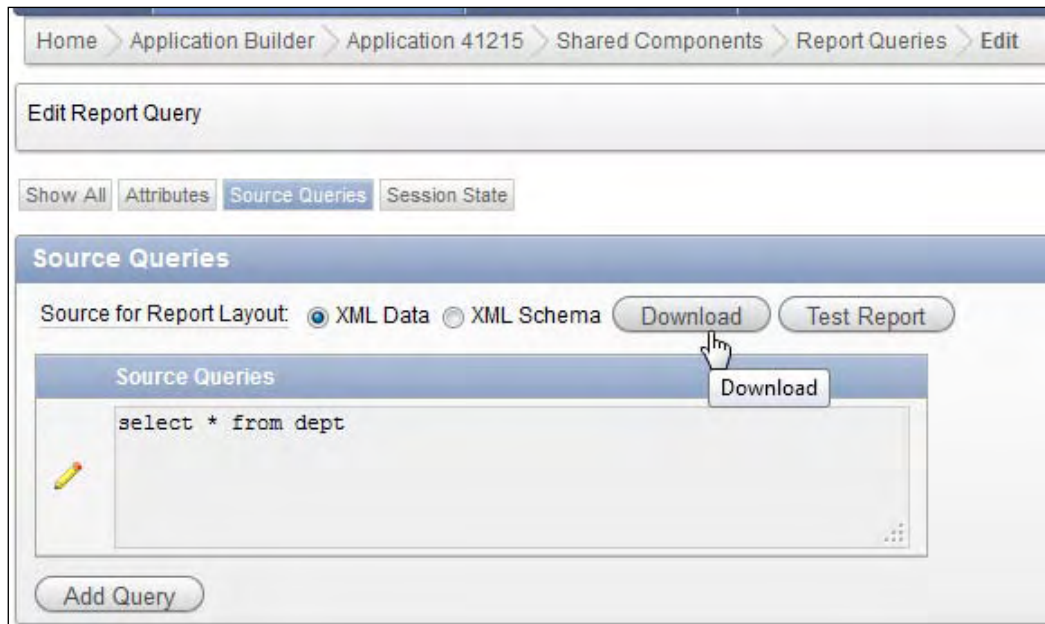 Home Application Builder Application 41215 Shared Components Report Queries Edit
Edit Report Query
Show All Attributes Source Queries Session State
Source Queries
Source for Report Layout: XML Data XML Schema Download Test Report
Source Queries
Download
select * from dept
Add Query